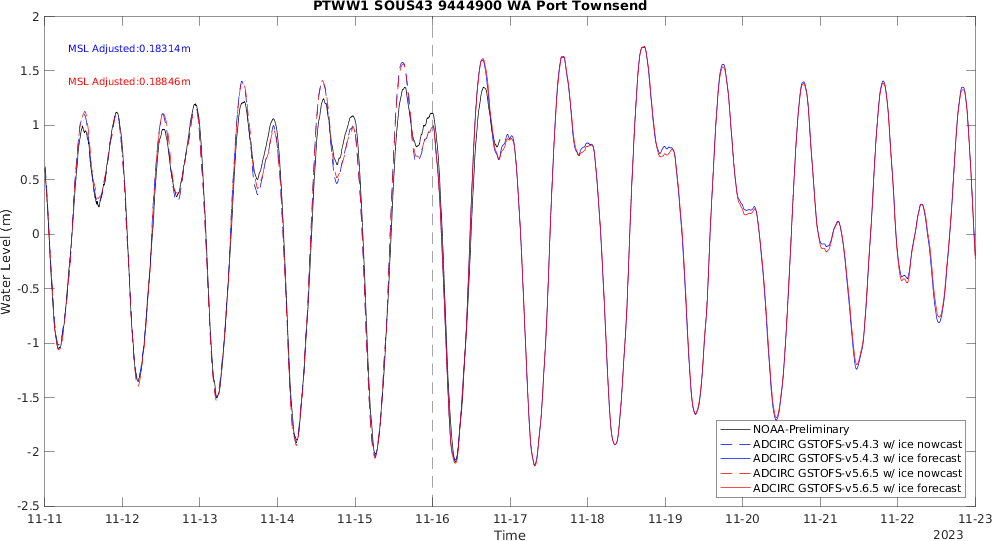 PTWW1 SOUS43 9444900 WA Port Townsend
MSL Adjusted:0.18314m
MSL Adjusted:0.18846m
Water Level (m)
2
1.5
1
0.5
0
-0.5
-1
-1.5
-2
-2.5
NOAA-Preliminary
ADCIRC GSTOFS-v5.4.3 w/ ice nowcast
ADCIRC GSTOFS-v5.4.3 w/ ice forecast
ADCIRC GSTOFS-v5.6.5 w/ ice nowcast
ADCIRC GSTOFS-v5.6.5 w/ ice forecast
11-11 11-12 11-13 11-14 11-15 11-16 11-17 11-18 11-19 11-20 11-21 11-22 11-23
Time
2023